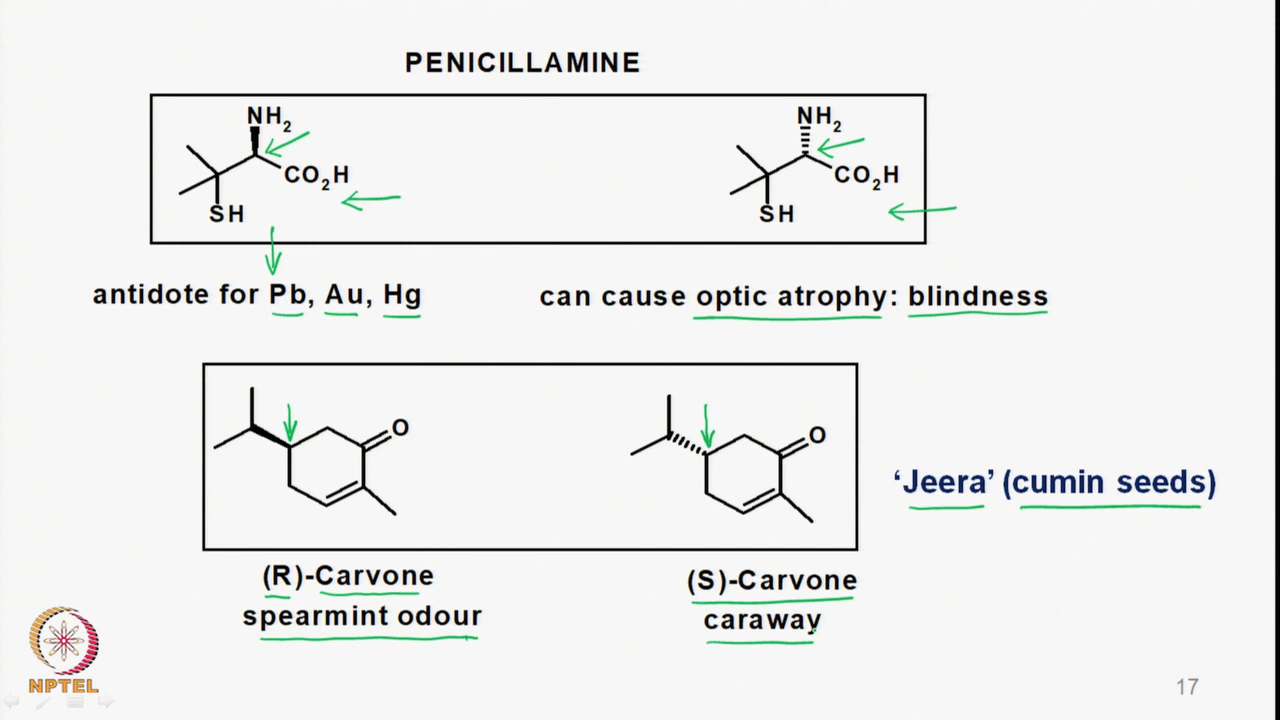 PENICILLAMINE
NH2
CO2H
SH
NH2
CO2H
SH
antidote for Pb, Au, Hg
can cause optic atrophy: blindness
O
O
‘Jeera’ (cumin seeds)
(R)-Carvone
spearmint odour
(S)-Carvone
caraway
NPTEL
17